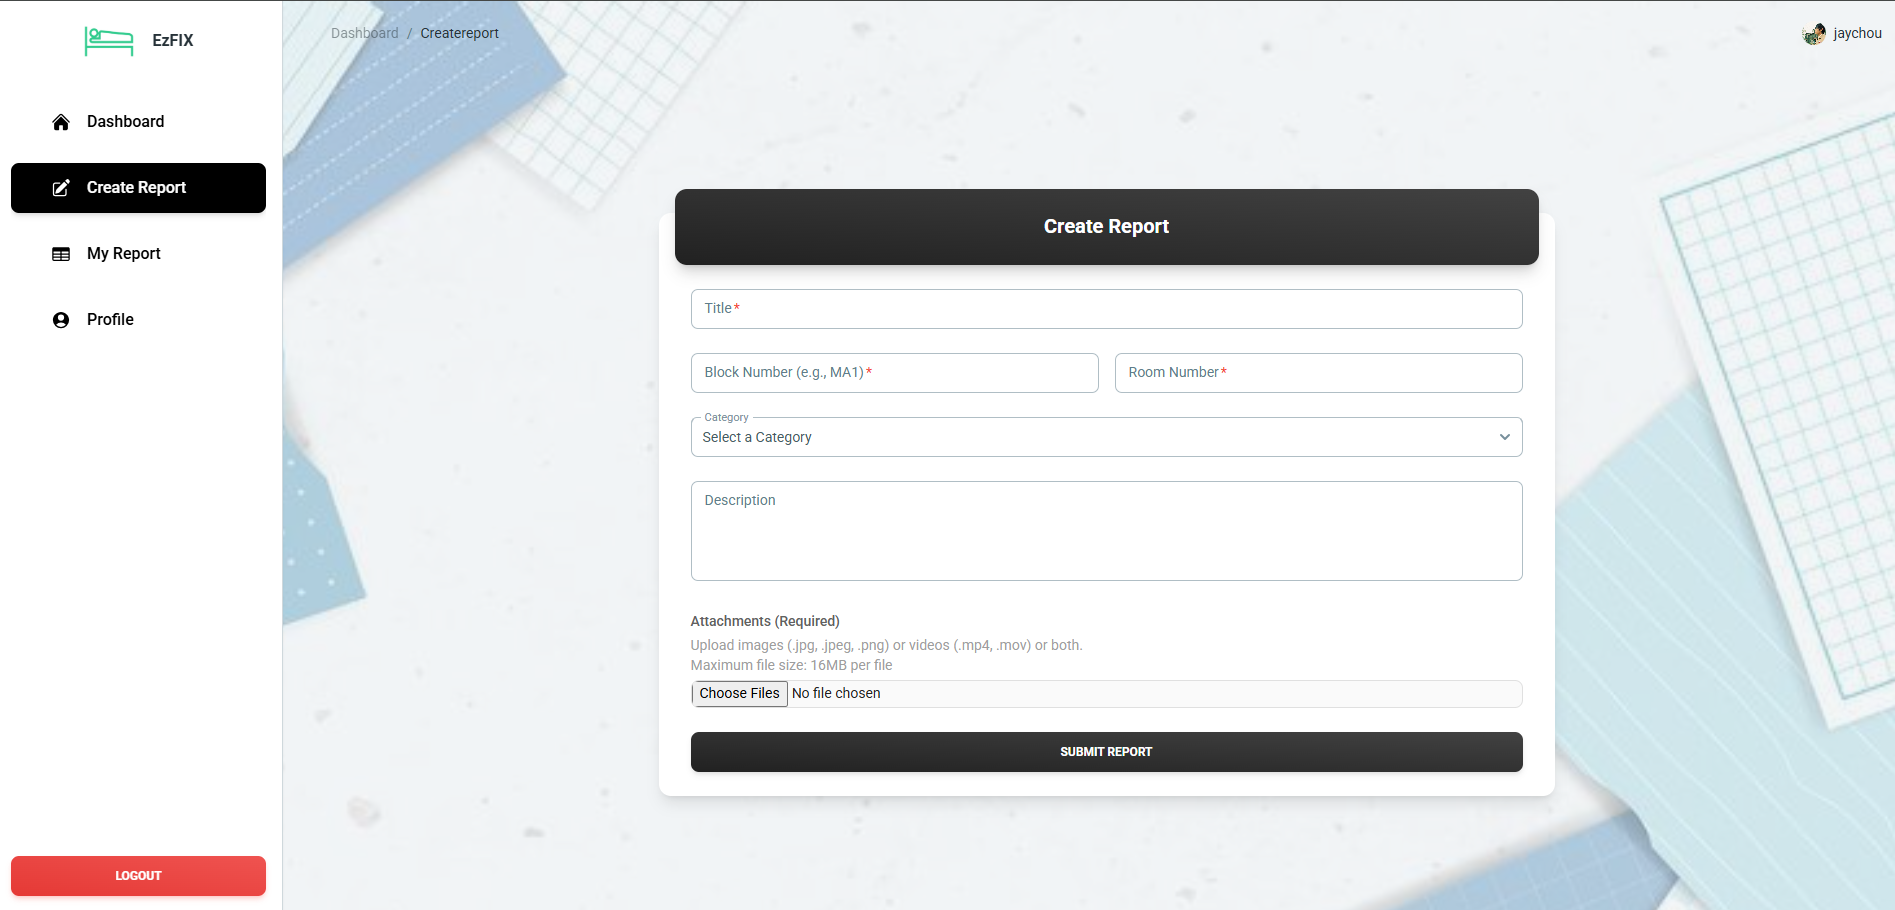 EzFIX
Dashboard
Create Report
My Report
Profile
LOGOUT
Dashboard / Createreport
jaychou
Create Report
Title*
Block Number (e.g., MA1)* Room Number*
Category
Select a Category
Description
Attachments (Required)
Upload images (.jpg, .jpeg, .png) or videos (.mp4, .mov) or both.
Maximum file size: 16MB per file
Choose Files No file chosen
SUBMIT REPORT